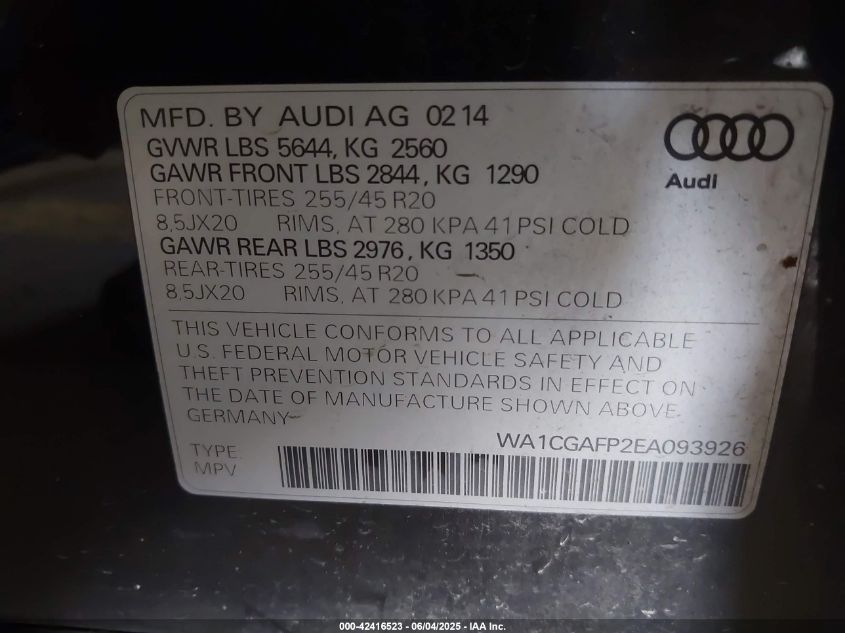 MFD. BY AUDI AG 02 14
GVWR LBS 5644, KG 2560
GAWR FRONT LBS 2844, KG 1290
FRONT-TIRES 255/45 R20
8,5JX20 RIMS, AT 280 KPA 41 PSI COLD
GAWR REAR LBS 2976, KG 1350
REAR-TIRES 255/45 R20
8,5JX20 RIMS, AT 280 KPA 41 PSI COLD
Audi
THIS VEHICLE CONFORMS TO ALL APPLICABLE
U.S. FEDERAL MOTOR VEHICLE SAFETY AND
THEFT PREVENTION STANDARDS IN EFFECT ON
THE DATE OF MANUFACTURE SHOWN ABOVE.
GERMANY
WA1CGAFP2EA093926
TYPE:
MPV
000-42416523 | 06/04/2025 - IAA Inc.